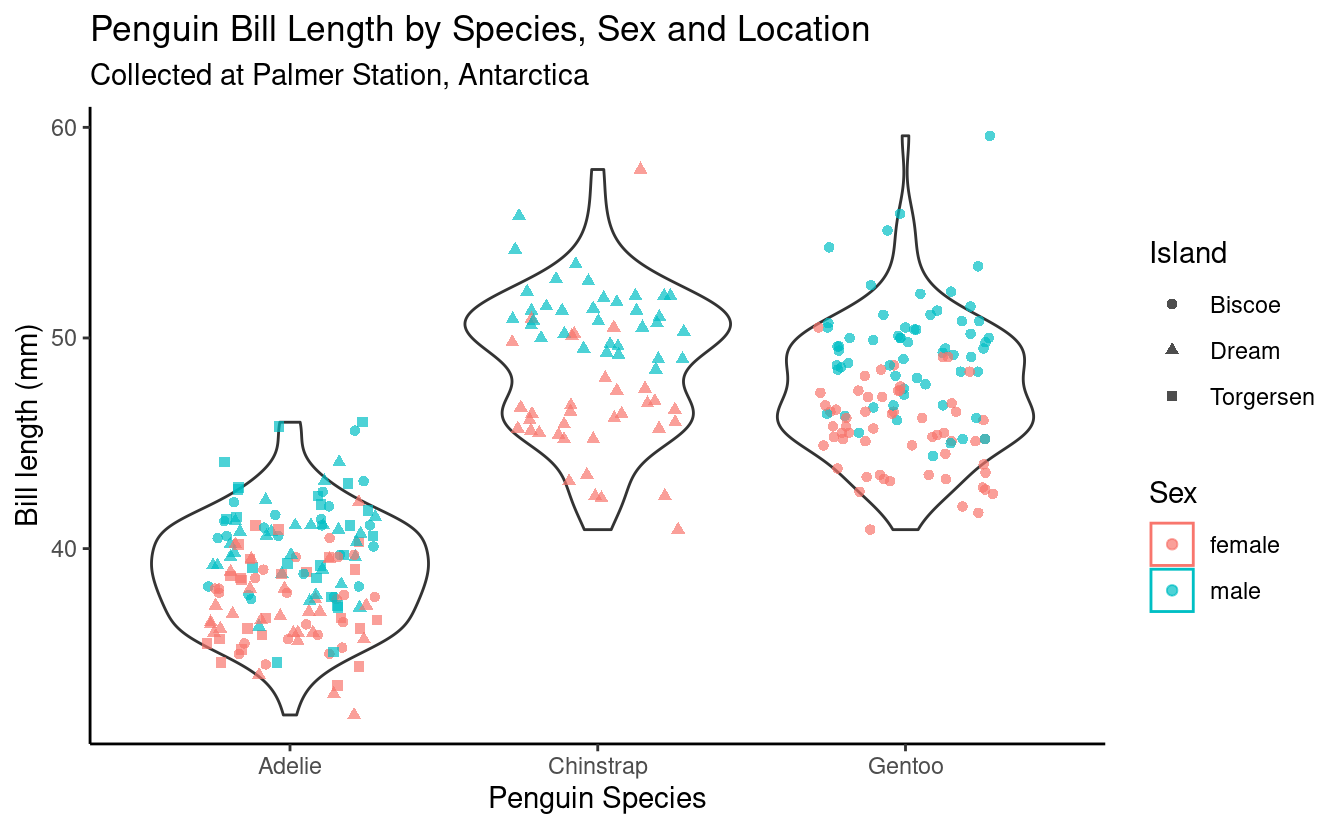 Penguin Bill Length by Species, Sex and Location
Collected at Palmer Station, Antarctica
Bill length (mm)
60
50
40
Adelie
Chinstrap
Gentoo
Penguin Species
Island
Biscoe
Dream
Torgersen
Sex
female
male